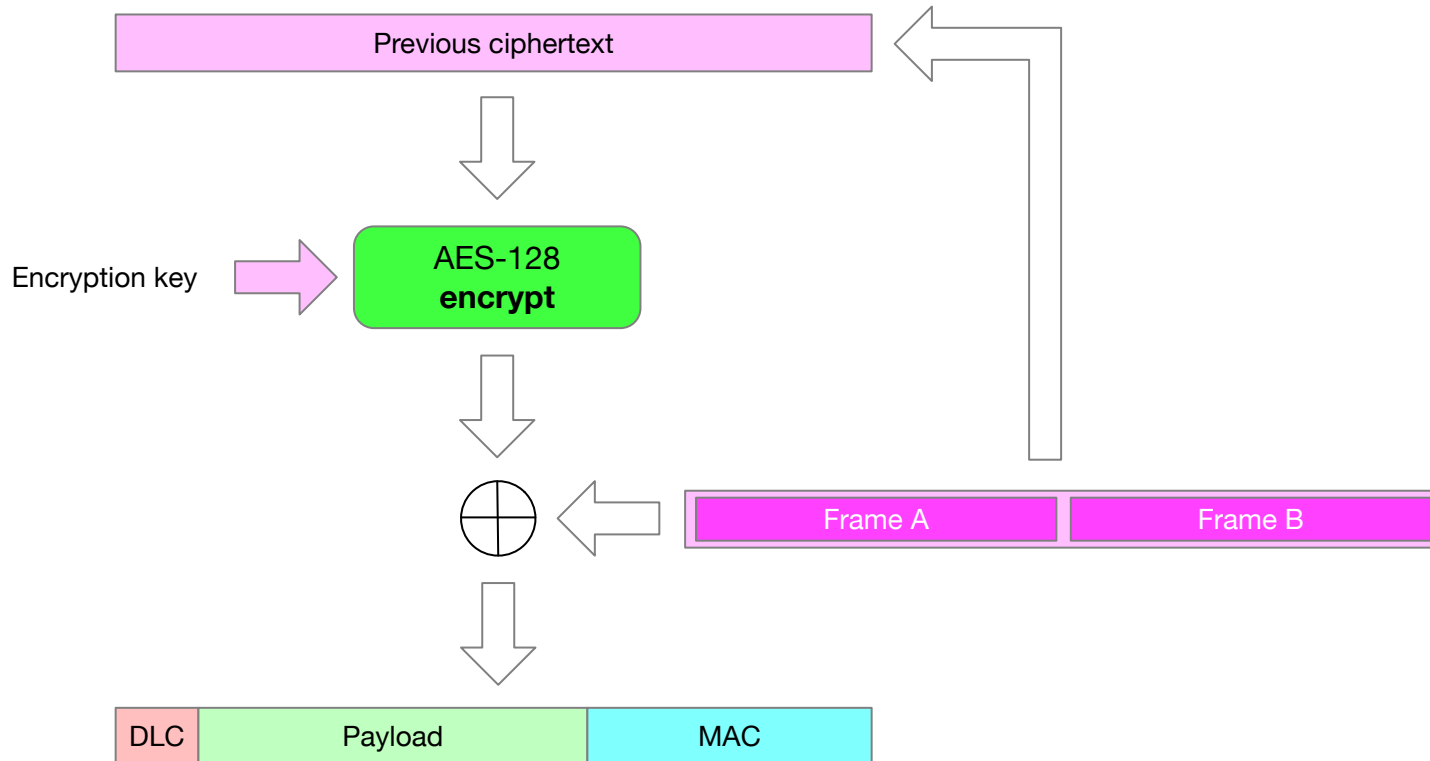 Previous ciphertext
Encryption key
AES-128
encrypt
Frame A
Frame B
DLC
Payload
MAC